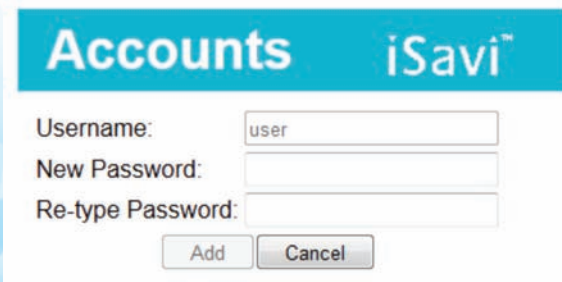 Accounts iSavi™
Username: user
New Password:
Re-type Password:
Add Cancel